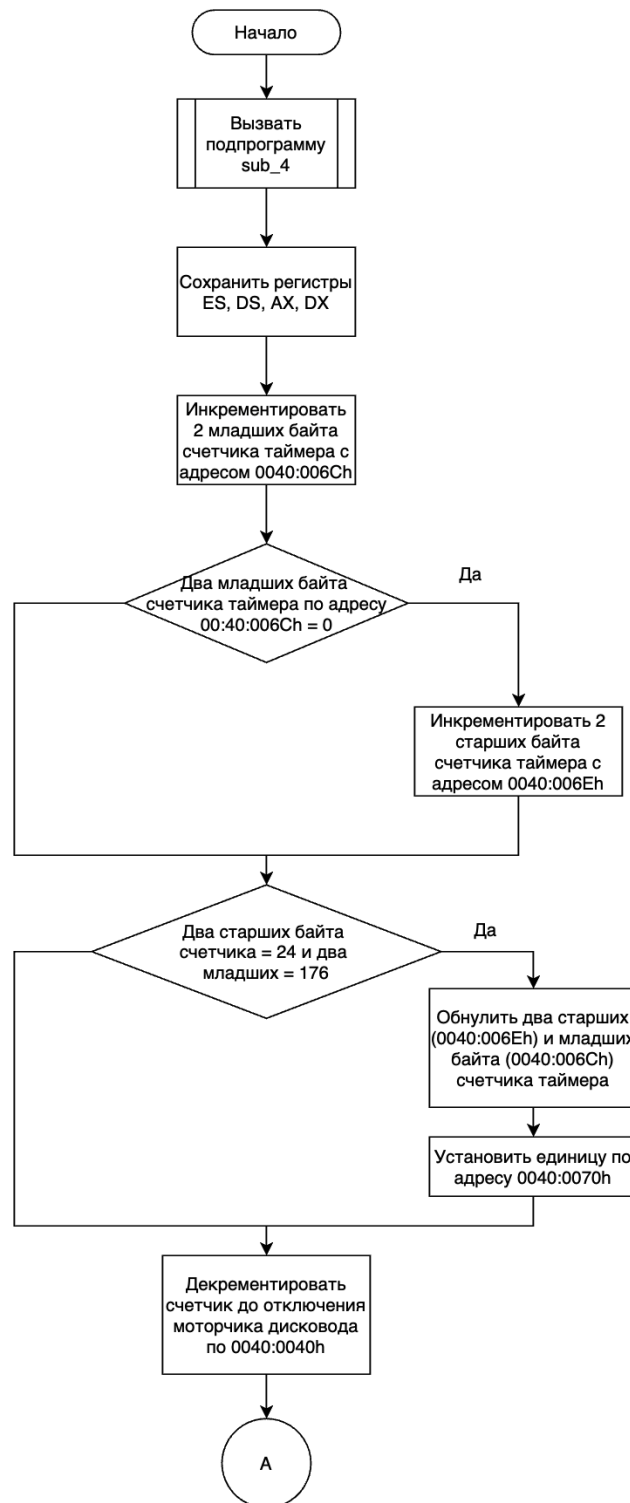 Начало
Вызвать
подпрограмму
sub_4
Сохранить регистры
ES, DS, AX, DX
Инкрементировать
2 младших байта
счетчика таймера с
адресом 0040:006Ch
Два младших байта
счетчика таймера по адресу
00:40:006Ch = 0
Да
Инкрементировать 2
старших байта
счетчика таймера с
адресом 0040:006Eh
Два старших байта
счетчика = 24 и два
младших = 176
Да
Обнулить два старших
(0040:006Eh) и младших
байта (0040:006Ch)
счетчика таймера
Установить единицу по
адресу 0040:0070h
Декрементировать
счетчик до отключения
моторчика дисковода
по 0040:0040h
A